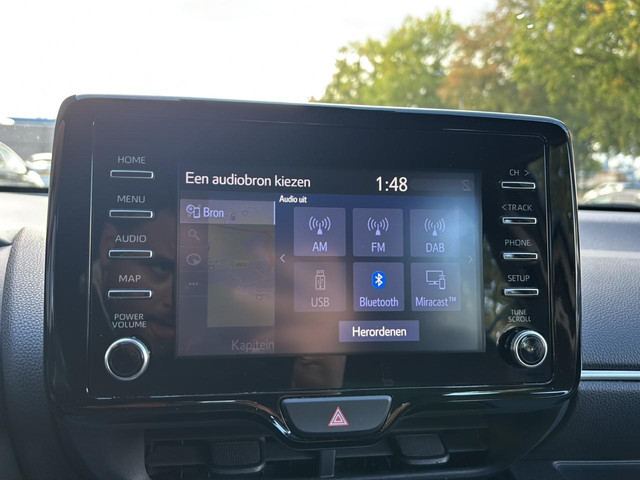 HOME
MENU
AUDIO
MAP
POWER
VOLUME
Een audiobron kiezen
1:48
Bron
Audio uit
AM
FM
DAB
USB
Bluetooth
Miracast™
Herordenen
Kapitein
CH >
< TRACK
PHONE
SETUP
TUNE
SCROLL